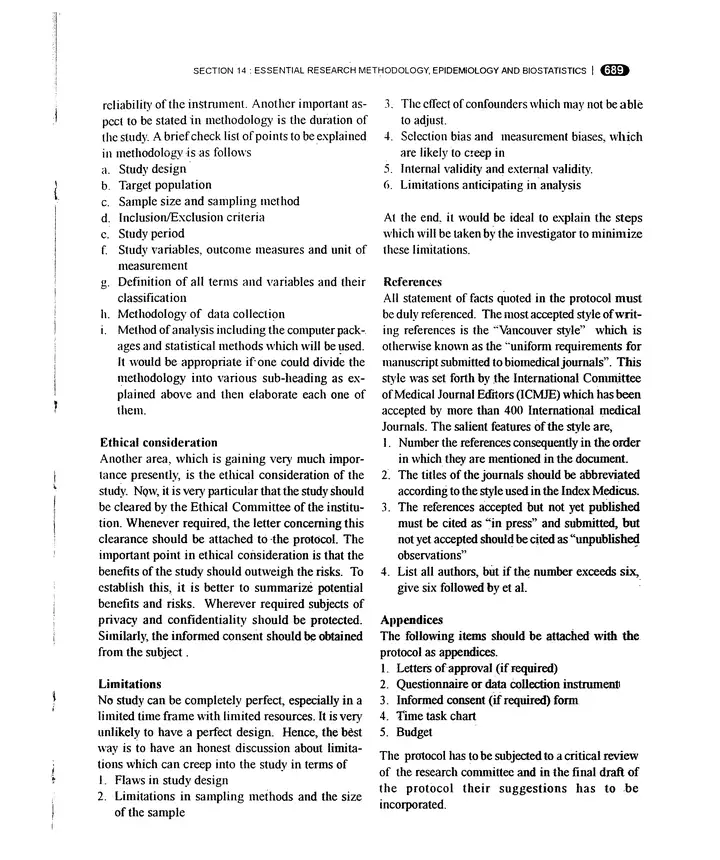 SECTION 14 : ESSENTIAL RESEARCH METHODOLOGY, EPIDEMIOLOGY AND BIOSTATISTICS | 689
reliability of the instrument. Another important as-
pect to be stated in methodology is the duration of
the study. A brief check list of points to be explained
in methodology is as follows
a. Study design
b. Target population
c. Sample size and sampling method
d. Inclusion/Exclusion criteria
e. Study period
f. Study variables, outcome measures and unit of
measurement
g. Definition of all terms and variables and their
classification
h. Methodology of data collection
i. Method of analysis including the computer pack-
ages and statistical methods which will be used.
It would be appropriate if one could divide the
methodology into various sub-heading as ex-
plained above and then elaborate each one of
them.
Ethical consideration
Another area, which is gaining very much impor-
tance presently, is the ethical consideration of the
study. Now, it is very particular that the study should
be cleared by the Ethical Committee of the institu-
tion. Whenever required, the letter concerning this
clearance should be attached to the protocol. The
important point in ethical consideration is that the
benefits of the study should outweigh the risks. To
establish this, it is better to summarize potential
benefits and risks. Wherever required subjects of
privacy and confidentiality should be protected.
Similarly, the informed consent should be obtained
from the subject .
Limitations
No study can be completely perfect, especially in a
limited time frame with limited resources. It is very
unlikely to have a perfect design. Hence, the best
way is to have an honest discussion about limita-
tions which can creep into the study in terms of
1. Flaws in study design
2. Limitations in sampling methods and the size
of the sample
3. The effect of confounders which may not be able
to adjust.
4. Selection bias and measurement biases, which
are likely to creep in
5. Internal validity and external validity.
6. Limitations anticipating in analysis
At the end, it would be ideal to explain the steps
which will be taken by the investigator to minimize
these limitations.
References
All statement of facts quoted in the protocol must
be duly referenced. The most accepted style of writ-
ing references is the "Vancouver style" which is
otherwise known as the "uniform requirements for
manuscript submitted to biomedical journals". This
style was set forth by the International Committee
of Medical Journal Editors (ICMJE) which has been
accepted by more than 400 International medical
Journals. The salient features of the style are,
1. Number the references consequently in the order
in which they are mentioned in the document.
2. The titles of the journals should be abbreviated
according to the style used in the Index Medicus.
3. The references accepted but not yet published
must be cited as "in press" and submitted, but
not yet accepted should be cited as "unpublished
observations"
4. List all authors, but if the number exceeds six,
give six followed by et al.
Appendices
The following items should be attached with the
protocol as appendices.
1. Letters of approval (if required)
2. Questionnaire or data collection instrument
3. Informed consent (if required) form
4. Time task chart
5. Budget
The protocol has to be subjected to a critical review
of the research committee and in the final draft of
the protocol their suggestions has to be
incorporated.